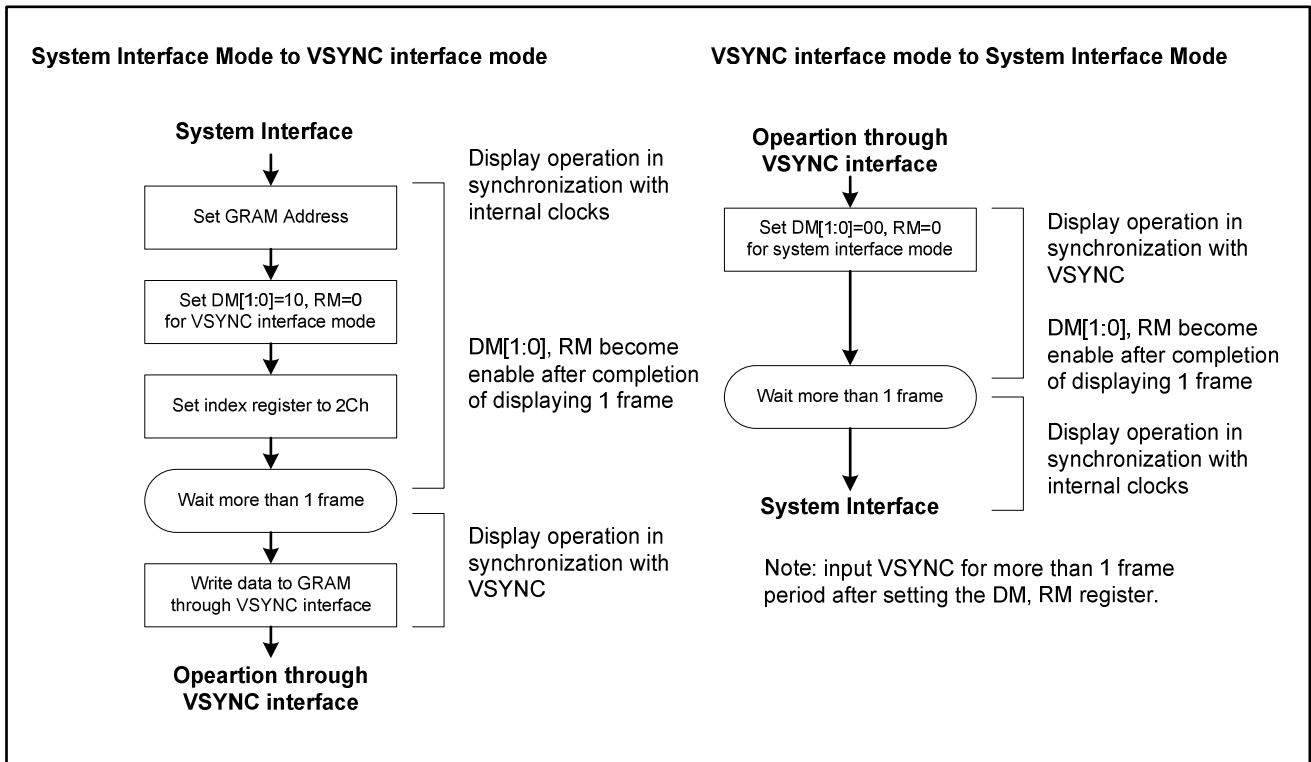 System Interface Mode to VSYNC interface mode
System Interface
Set GRAM Address
Set DM[1:0]=10, RM=0
for VSYNC interface mode
Set index register to 2Ch
Wait more than 1 frame
Write data to GRAM
through VSYNC interface
Opeartion through
VSYNC interface
Display operation in
synchronization with
internal clocks
DM[1:0], RM become
enable after completion
of displaying 1 frame
Display operation in
synchronization with
VSYNC
VSYNC interface mode to System Interface Mode
Opeartion through
VSYNC interface
Set DM[1:0]=00, RM=0
for system interface mode
Wait more than 1 frame
System Interface
Display operation in
synchronization with
VSYNC
DM[1:0], RM become
enable after completion
of displaying 1 frame
Display operation in
synchronization with
internal clocks
Note: input VSYNC for more than 1 frame
period after setting the DM, RM register.